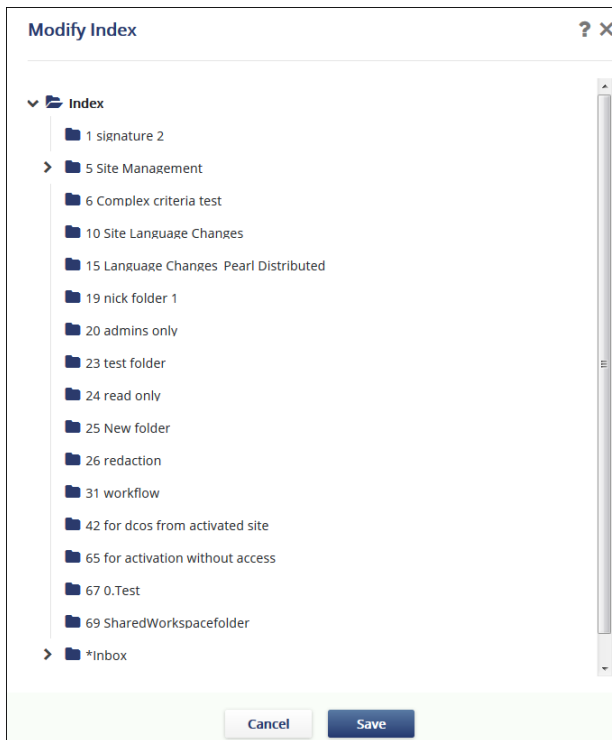 Modify Index
?
Index
1 signature 2
5 Site Management
6 Complex criteria test
10 Site Language Changes
15 Language Changes Pearl Distributed
19 nick folder 1
20 admins only
23 test folder
24 read only
25 New folder
26 redaction
31 workflow
42 for dcos from activated site
65 for activation without access
67 0.Test
69 SharedWorkspacefolder
*Inbox
Cancel Save